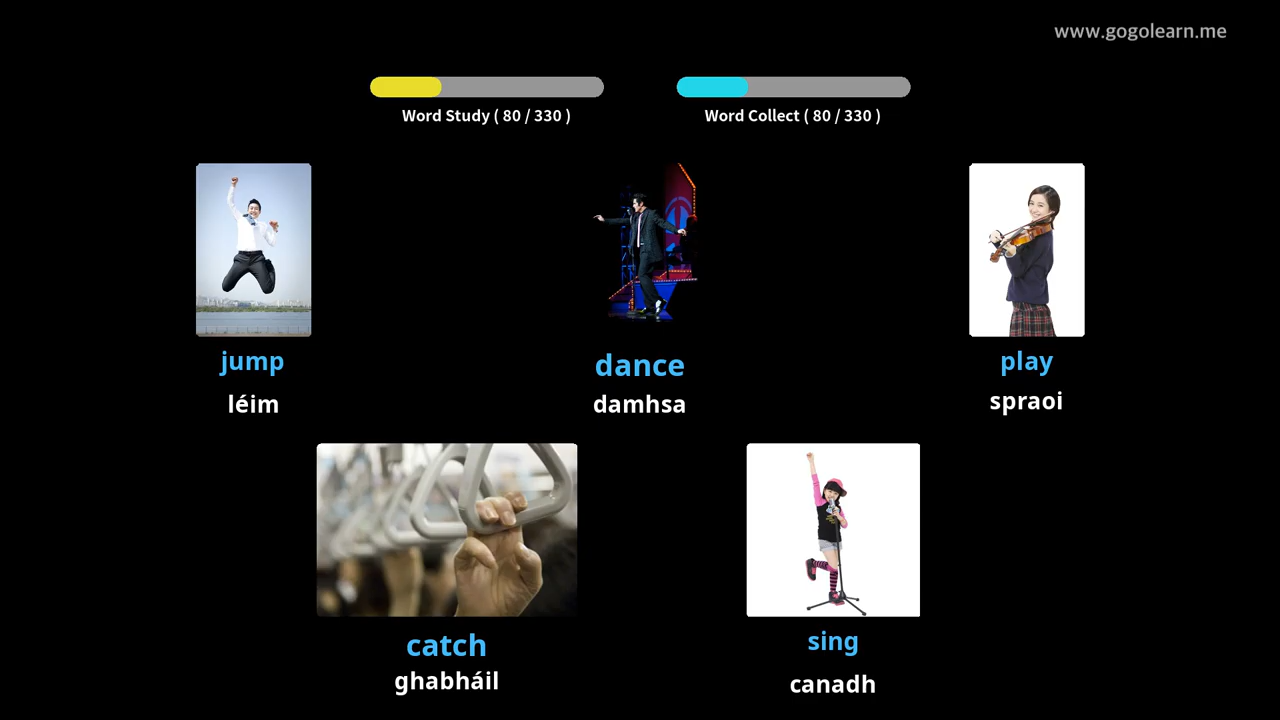 www.gogolearn.me
Word Study ( 80 / 330 )
Word Collect ( 80 / 330 )
jump
léim
dance
damhsa
play
spraoi
catch
ghabháil
sing
canadh